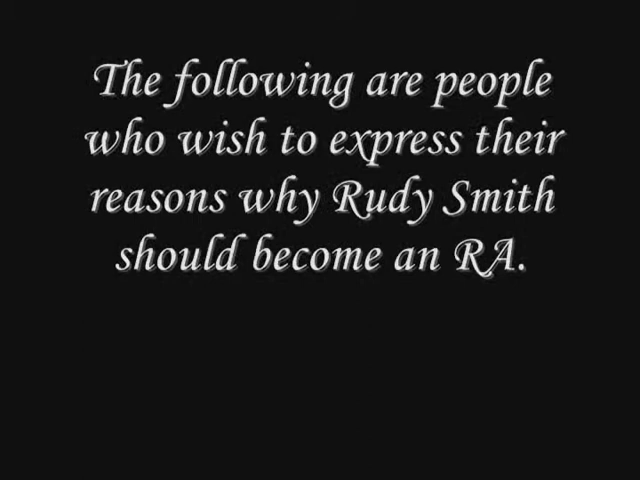 The following are people
who wish to express their
reasons why Rudy Smith
should become an RA.